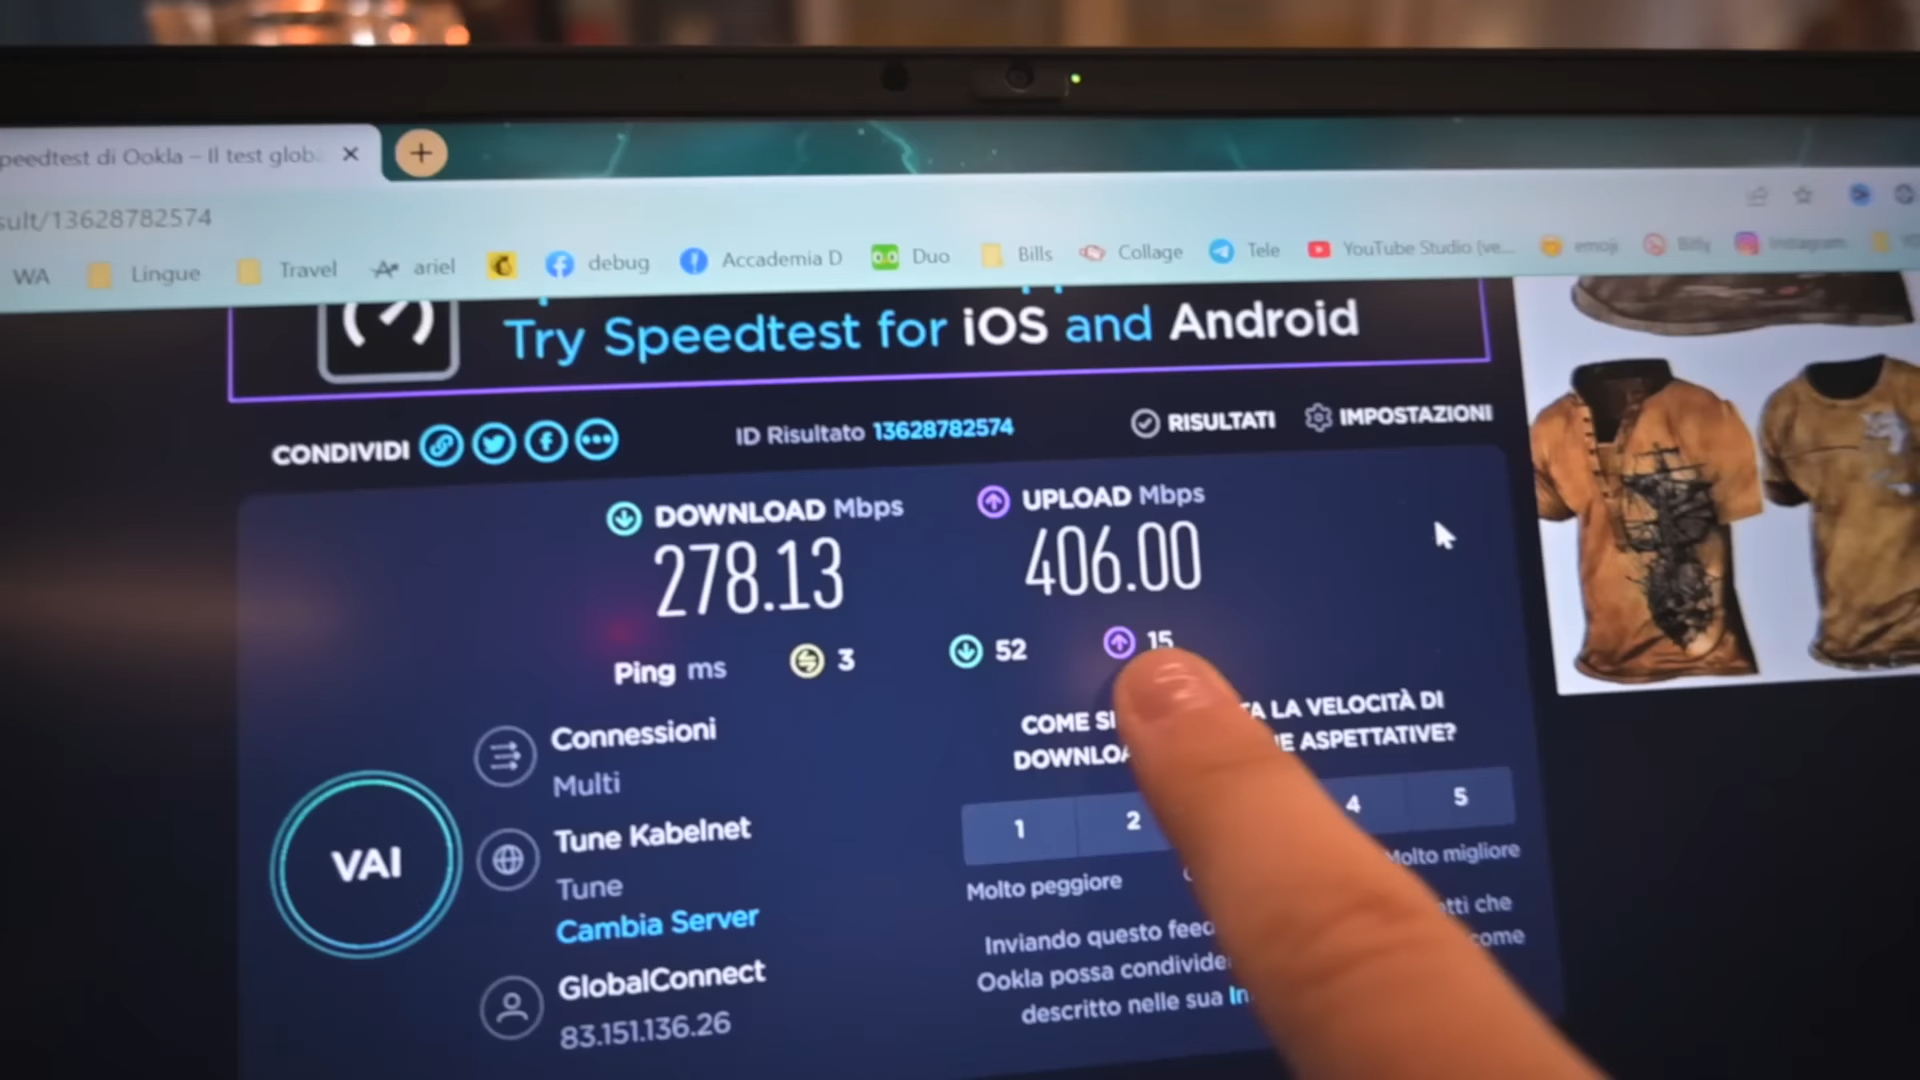 peedtest di Ookla – Il test glob
sult/13628782574
WA Lingue Travel ariel debug Accademia D Duo Bills Collage Tele YouTube Studio (ve... emoji Bitly Instagram
Try Speedtest for iOS and Android
CONDIVIDI ID Risultato 13628782574 RISULTATI IMPOSTAZIONI
DOWNLOAD Mbps
278.13
UPLOAD Mbps
406.00
Ping ms 3 52 15
Connessioni
Multi
VAI
Tune Kabelnet
Tune
Cambia Server
GlobalConnect
83.151.136.26
COME SI TA LA VELOCITÀ DI
DOWNLOA E ASPETTATIVE?
1 2 4 5
Molto peggiore Molto migliore
Inviando questo feed tti che
Ookla possa condivide come
descritto nelle sua In